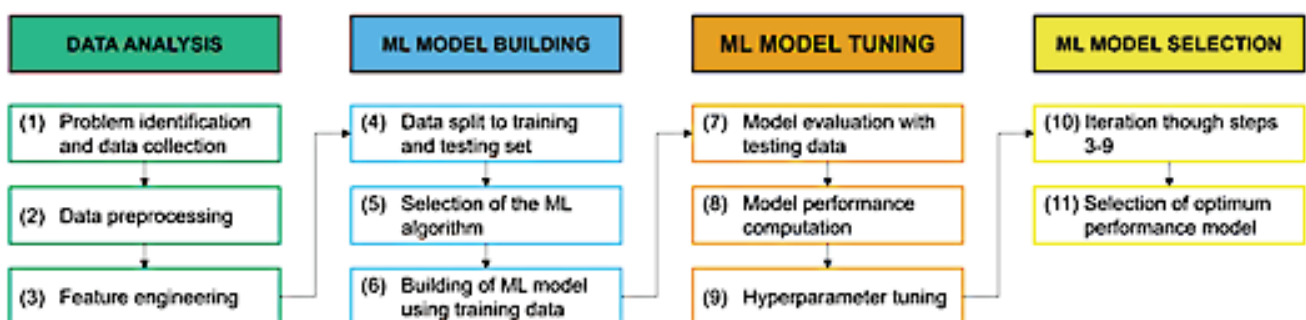 DATA ANALYSIS
(1) Problem identification
and data collection
(2) Data preprocessing
(3) Feature engineering
ML MODEL BUILDING
(4) Data split to training
and testing set
(5) Selection of the ML
algorithm
(6) Building of ML model
using training data
ML MODEL TUNING
(7) Model evaluation with
testing data
(8) Model performance
computation
(9) Hyperparameter tuning
ML MODEL SELECTION
(10) Iteration though steps
3-9
(11) Selection of optimum
performance model